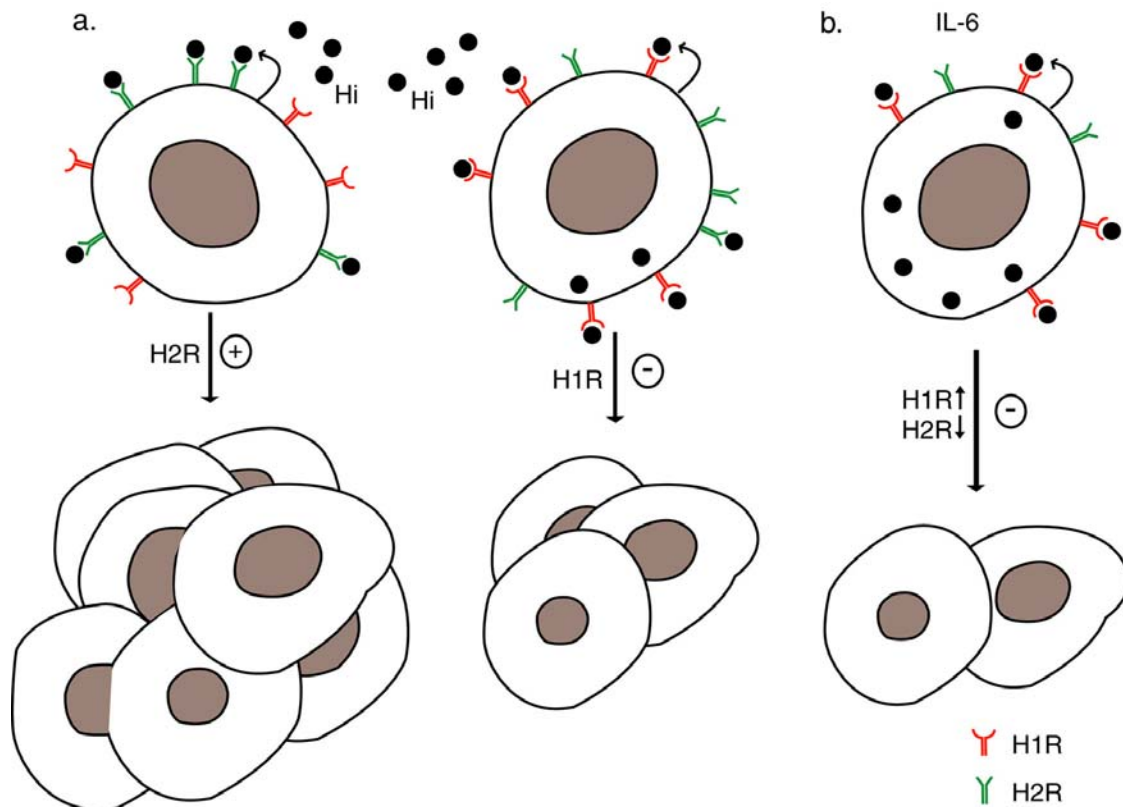 a.
Hi
Hi
H2R +
H1R -
b.
IL-6
H1R↑
H2R↓ -
H1R
H2R